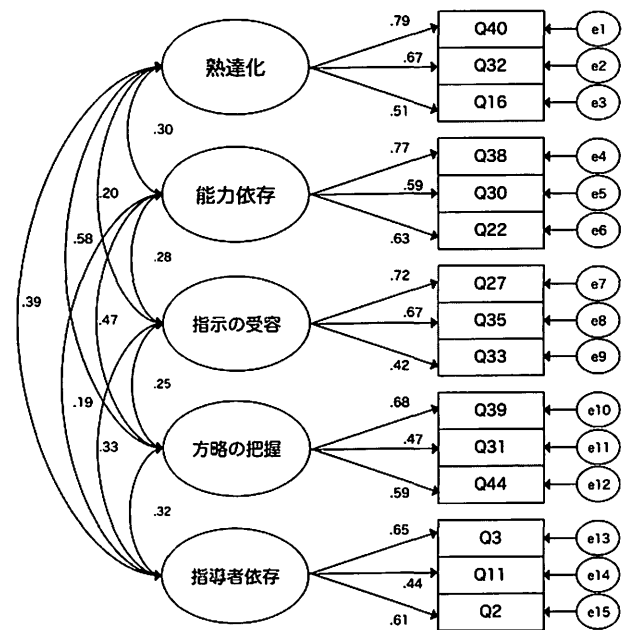 .79
Q40
e1
熟達化
.67
Q32
e2
.51
Q16
e3
.30
.77
Q38
e4
.20
能力依存
.59
Q30
e5
.63
Q22
e6
.58
.28
.72
Q27
e7
.39
.47
指示の受容
.67
Q35
e8
.42
Q33
e9
.25
.19
.68
Q39
e10
.33
方略の把握
.47
Q31
e11
.59
Q44
e12
.32
.65
Q3
e13
指導者依存
.44
Q11
e14
.61
Q2
e15